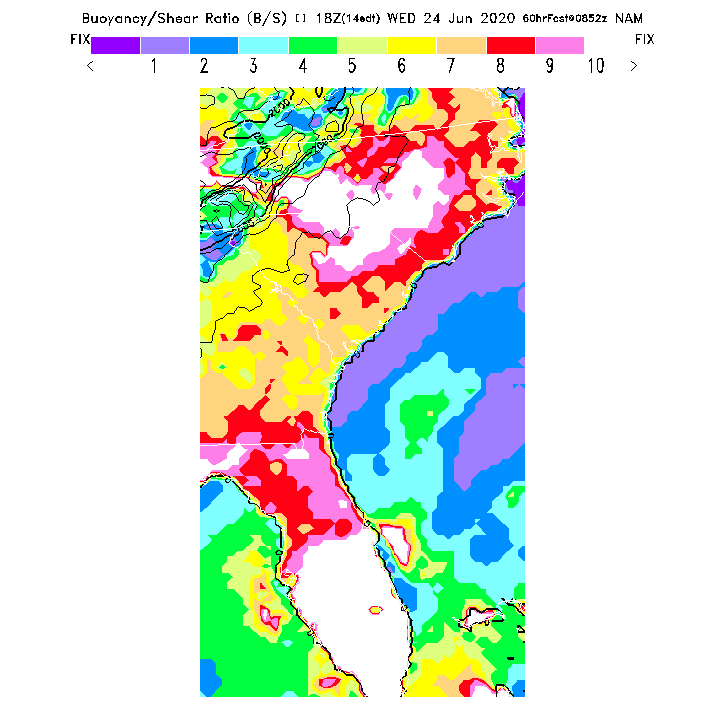 Buoyancy/Shear Ratio (B/S) [] 18Z(14edt) WED 24 Jun 2020 60hrFcst@0852z NAM
FIX FIX
< 1 2 3 4 5 6 7 8 9 10 >
2000